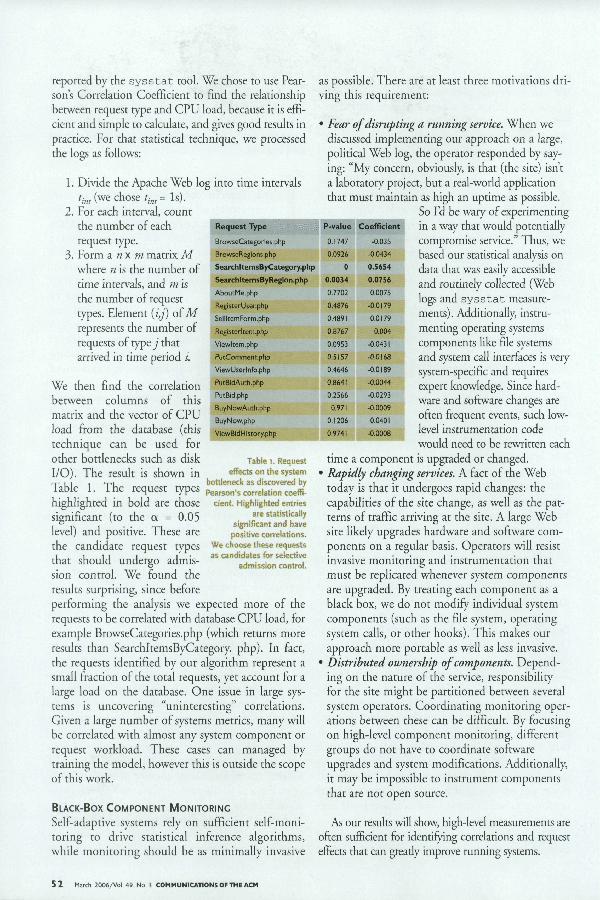 reported by the sysstat tool. We chose to use Pear-
son's Correlation Coefficient to find the relationship
between request type and CPU load, because it is effi-
cient and simple to calculate, and gives good results in
practice. For that statistical technique, we processed
the logs as follows:
1. Divide the Apache Web log into time intervals
tint (we chose tint = 1s).
2. For each interval, count
the number of each
request type.
3. Form a n x m matrix M
where n is the number of
time intervals, and m is
the number of request
types. Element (i,j) of M
represents the number of
requests of type j that
arrived in time period i.
We then find the correlation
between columns of this
matrix and the vector of CPU
load from the database (this
technique can be used for
other bottlenecks such as disk
I/O). The result is shown in
Table 1. The request types
highlighted in bold are those
significant (to the α = 0.05
level) and positive. These are
the candidate request types
that should undergo admis-
sion control. We found the
results surprising, since before
performing the analysis we expected more of the
requests to be correlated with database CPU load, for
example BrowseCategories.php (which returns more
results than SearchItemsByCategory. php). In fact,
the requests identified by our algorithm represent a
small fraction of the total requests, yet account for a
large load on the database. One issue in large sys-
tems is uncovering "uninteresting" correlations.
Given a large number of systems metrics, many will
be correlated with almost any system component or
request workload. These cases can managed by
training the model, however this is outside the scope
of this work.
BLACK-BOX COMPONENT MONITORING
Self-adaptive systems rely on sufficient self-moni-
toring to drive statistical inference algorithms,
while monitoring should be as minimally invasive
Request Type P-value Coefficient
BrowseCategories.php 0.1747 -0.035
BrowseRegions.php 0.0926 -0.0434
SearchItemsByCategory.php 0 0.5654
SearchItemsByRegion.php 0.0034 0.0756
AboutMe.php 0.7702 0.0075
RegisterUser.php 0.4876 -0.0179
SellItemForm.php 0.4891 0.0179
RegisterItem.php 0.8767 0.004
ViewItem.php 0.0953 -0.0431
PutComment.php 0.5157 -0.0168
ViewUserInfo.php 0.4646 -0.0189
PutBidAuth.php 0.8641 -0.0044
PutBid.php 0.2566 -0.0293
BuyNowAuth.php 0.971 -0.0009
BuyNow.php 0.1206 0.0401
ViewBidHistory.php 0.9741 -0.0008
Table 1. Request
effects on the system
bottleneck as discovered by
Pearson's correlation coeffi-
cient. Highlighted entries
are statistically
significant and have
positive correlations.
We choose these requests
as candidates for selective
admission control.
as possible. There are at least three motivations dri-
ving this requirement:
• Fear of disrupting a running service. When we
discussed implementing our approach on a large,
political Web log, the operator responded by say-
ing: "My concern, obviously, is that (the site) isn't
a laboratory project, but a real-world application
that must maintain as high an uptime as possible.
So I'd be wary of experimenting
in a way that would potentially
compromise service." Thus, we
based our statistical analysis on
data that was easily accessible
and routinely collected (Web
logs and sysstat measure-
ments). Additionally, instru-
menting operating systems
components like file systems
and system call interfaces is very
system-specific and requires
expert knowledge. Since hard-
ware and software changes are
often frequent events, such low-
level instrumentation code
would need to be rewritten each
time a component is upgraded or changed.
• Rapidly changing services. A fact of the Web
today is that it undergoes rapid changes: the
capabilities of the site change, as well as the pat-
terns of traffic arriving at the site. A large Web
site likely upgrades hardware and software com-
ponents on a regular basis. Operators will resist
invasive monitoring and instrumentation that
must be replicated whenever system components
are upgraded. By treating each component as a
black box, we do not modify individual system
components (such as the file system, operating
system calls, or other hooks). This makes our
approach more portable as well as less invasive.
• Distributed ownership of components. Depend-
ing on the nature of the service, responsibility
for the site might be partitioned between several
system operators. Coordinating monitoring oper-
ations between these can be difficult. By focusing
on high-level component monitoring, different
groups do not have to coordinate software
upgrades and system modifications. Additionally,
it may be impossible to instrument components
that are not open source.
As our results will show, high-level measurements are
often sufficient for identifying correlations and request
effects that can greatly improve running systems.
52 March 2006/Vol. 49, No. 3 COMMUNICATIONS OF THE ACM